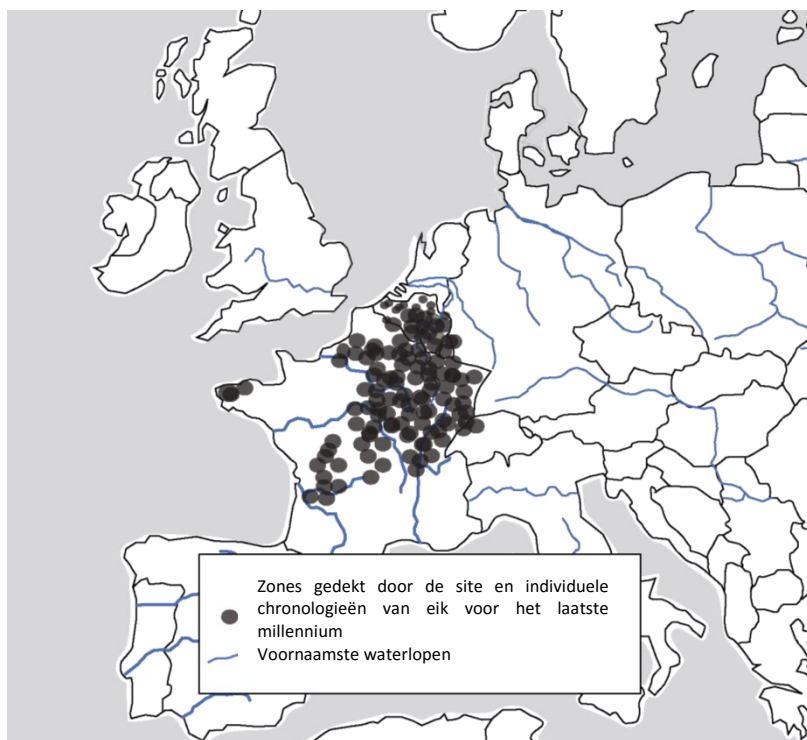 Zones gedekt door de site en individuele
chronologieën van eik voor het laatste
millennium
Voornaamste waterlopen